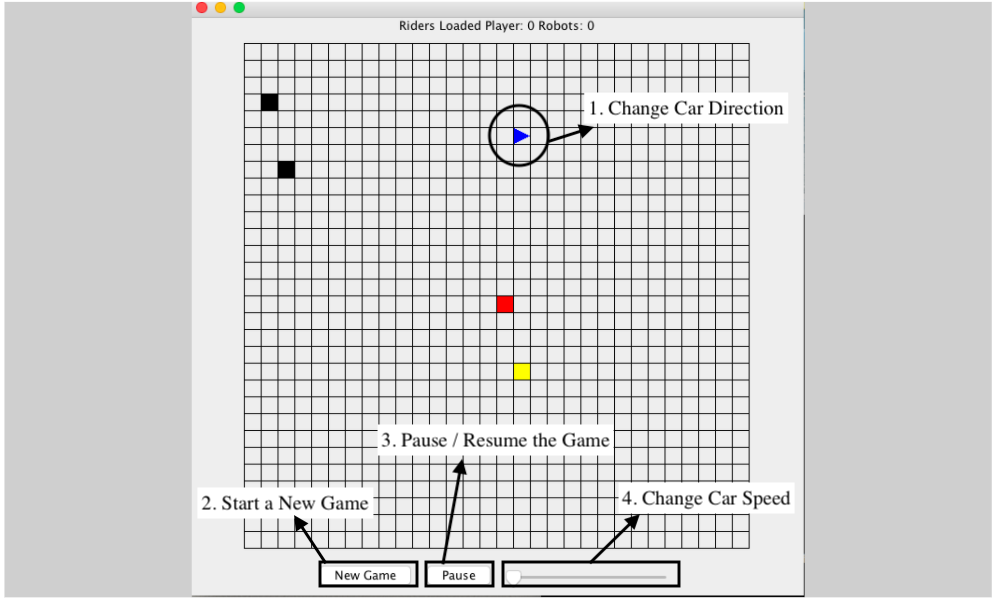 Riders Loaded Player: 0 Robots: 0
1. Change Car Direction
3. Pause / Resume the Game
2. Start a New Game
4. Change Car Speed
New Game
Pause